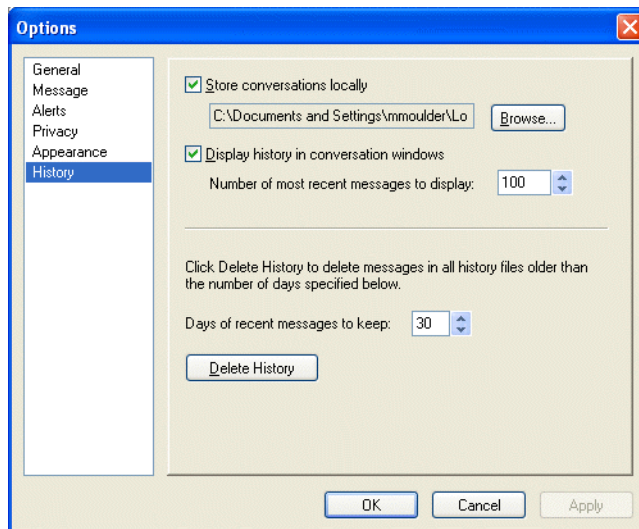 Options
General
Message
Alerts
Privacy
Appearance
History
Store conversations locally
C:\Documents and Settings\mmoulder\Lo
Browse...
Display history in conversation windows
Number of most recent messages to display: 100
Click Delete History to delete messages in all history files older than
the number of days specified below.
Days of recent messages to keep: 30
Delete History
OK Cancel Apply